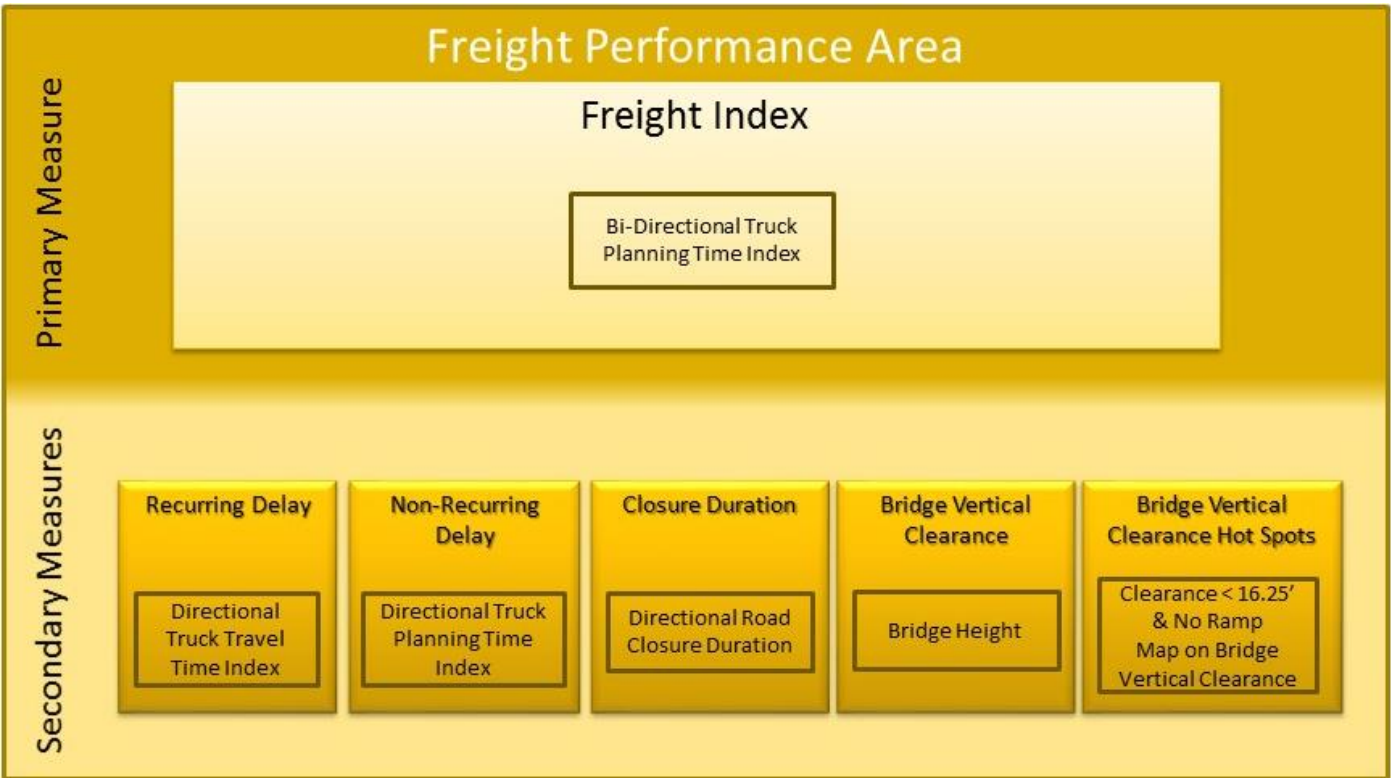 Freight Performance Area
Primary Measure
Freight Index
Bi-Directional Truck
Planning Time Index
Secondary Measures
Recurring Delay
Directional
Truck Travel
Time Index
Non-Recurring
Delay
Directional Truck
Planning Time
Index
Closure Duration
Directional Road
Closure Duration
Bridge Vertical
Clearance
Bridge Height
Bridge Vertical
Clearance Hot Spots
Clearance < 16.25′
& No Ramp
Map on Bridge
Vertical Clearance